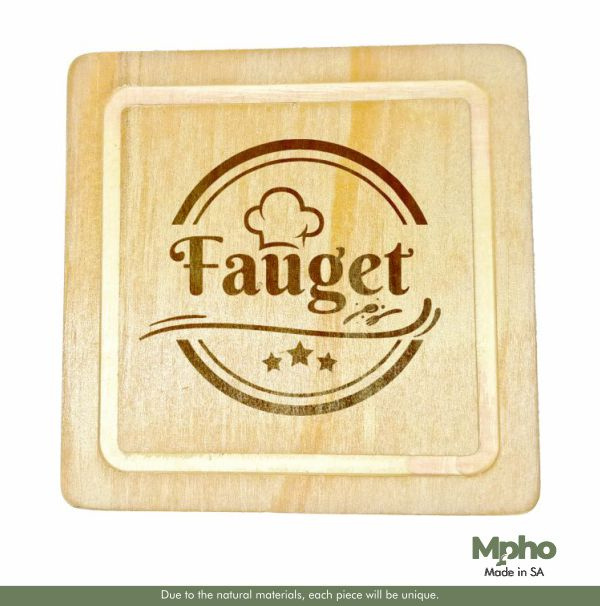 Fauget
Mpho
Made in SA
Due to the natural materials, each piece will be unique.